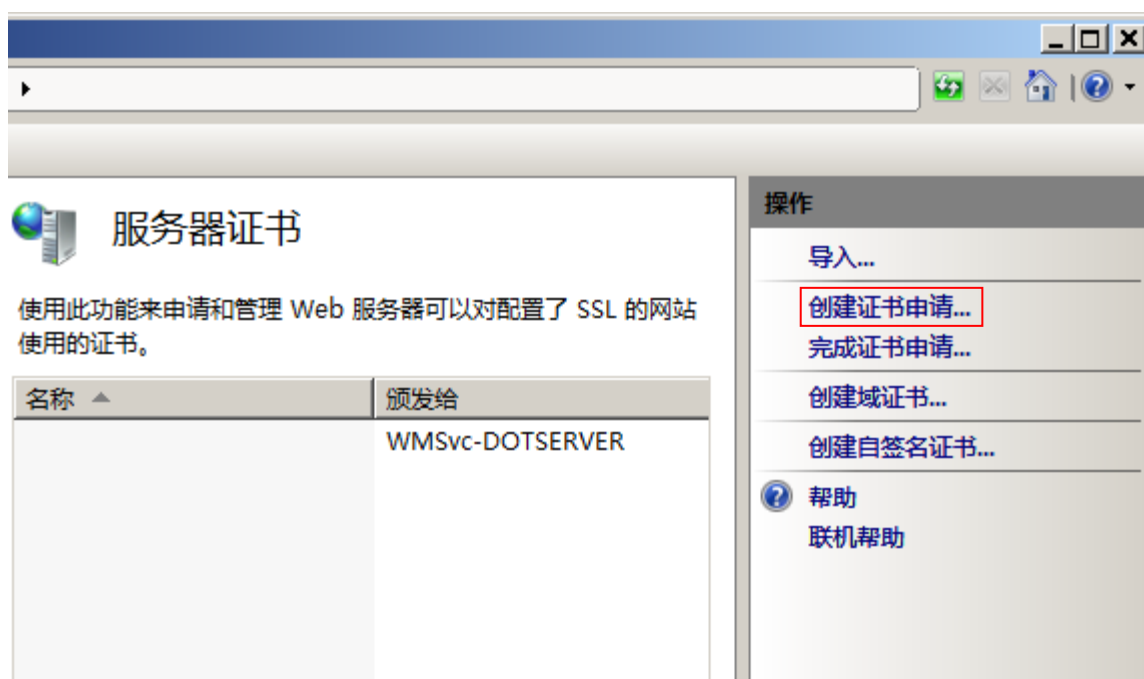 服务器证书
使用此功能来申请和管理 Web 服务器可以对配置了 SSL 的网站
使用的证书。
名称 颁发给
WMSvc-DOTSERVER
操作
导入...
创建证书申请...
完成证书申请...
创建域证书...
创建自签名证书...
帮助
联机帮助